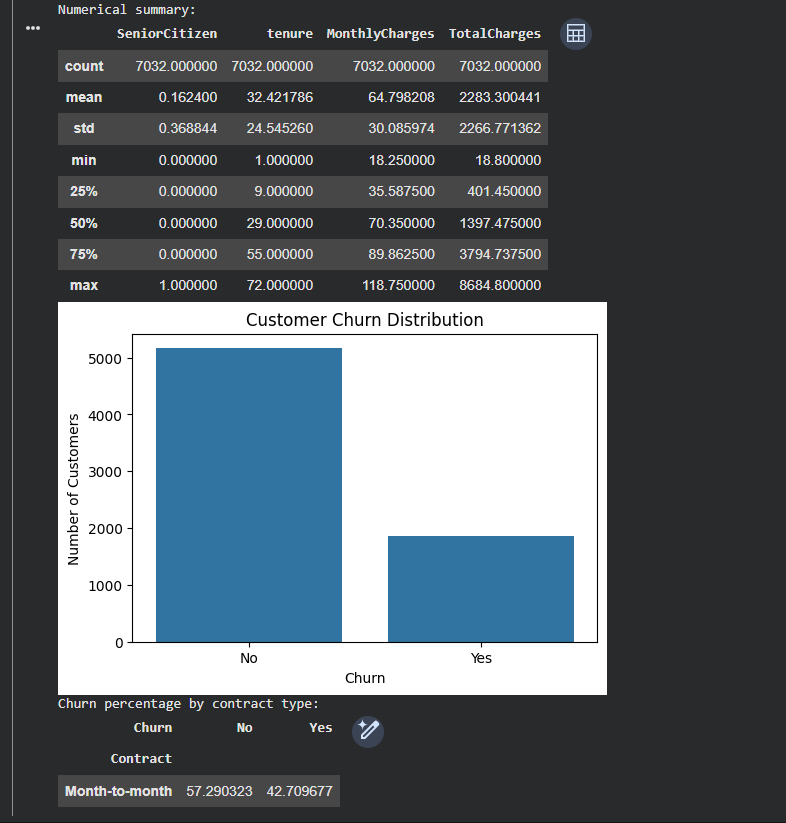 Numerical summary:
SeniorCitizen tenure MonthlyCharges TotalCharges
count 7032.000000 7032.000000 7032.000000 7032.000000
mean 0.162400 32.421786 64.798208 2283.300441
std 0.368844 24.545260 30.085974 2266.771362
min 0.000000 1.000000 18.250000 18.800000
25% 0.000000 9.000000 35.587500 401.450000
50% 0.000000 29.000000 70.350000 1397.475000
75% 0.000000 55.000000 89.862500 3794.737500
max 1.000000 72.000000 118.750000 8684.800000
Customer Churn Distribution
Number of Customers
5000
4000
3000
2000
1000
0
No Yes
Churn
Churn percentage by contract type:
Churn No Yes
Contract
Month-to-month 57.290323 42.709677